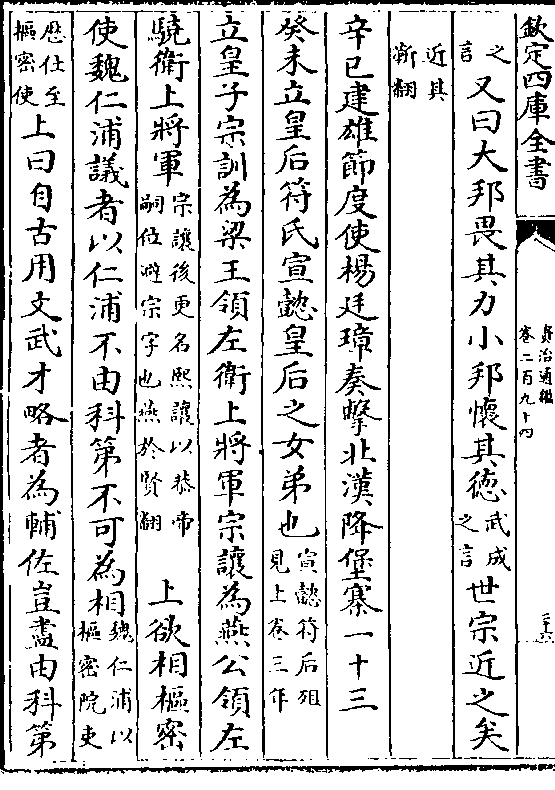 欽定四庫全書
資治通鑑
卷二百九十四
二十六
之言又曰大邦畏其力小邦懷其德武成之言世宗近之矣
近其
靳翻
辛巳建雄節度使楊廷璋奏擊北漢降堡寨一十三
癸未立皇后符氏宣懿皇后之女弟也宣懿符后殂見上卷三年
立皇子宗訓為梁王領左衛上將軍宗讓為燕公領左
驍衛上將軍宗讓後更名熙讓以恭帝嗣位避宗字也燕於賢翻上欲相樞密
使魏仁浦議者以仁浦不由科第不可為相魏仁浦以樞密院吏
歷仕至樞密使上曰自古用文武才略者為輔佐豈盡由科第